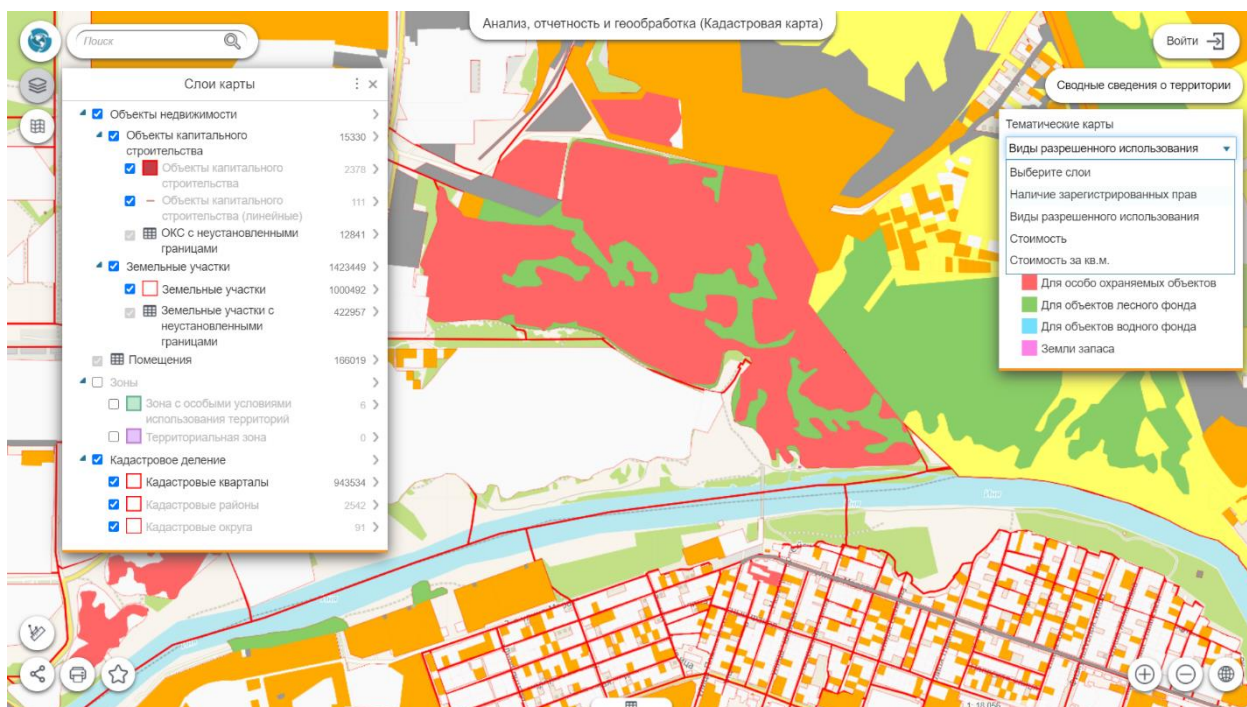 Анализ, отчетность и геообработка (Кадастровая карта)
Поиск
Войти
Сводные сведения о территории
Слои карты
Объекты недвижимости
Объекты капитального
строительства
15330
Объекты капитального
строительства
2378
Объекты капитального
строительства (линейные)
111
ОКС с неустановленными
границами
12841
Земельные участки
1423449
Земельные участки
1000492
Земельные участки с
неустановленными
границами
422957
Помещения
166019
Зоны
Зона с особыми условиями
использования территорий
6
Территориальная зона
0
Кадастровое деление
Кадастровые кварталы
943534
Кадастровые районы
2542
Кадастровые округа
91
Тематические карты
Виды разрешенного использования
Выберите слои
Наличие зарегистрированных прав
Виды разрешенного использования
Стоимость
Стоимость за кв.м.
Для особо охраняемых объектов
Для объектов лесного фонда
Для объектов водного фонда
Земли запаса
1: 18 056